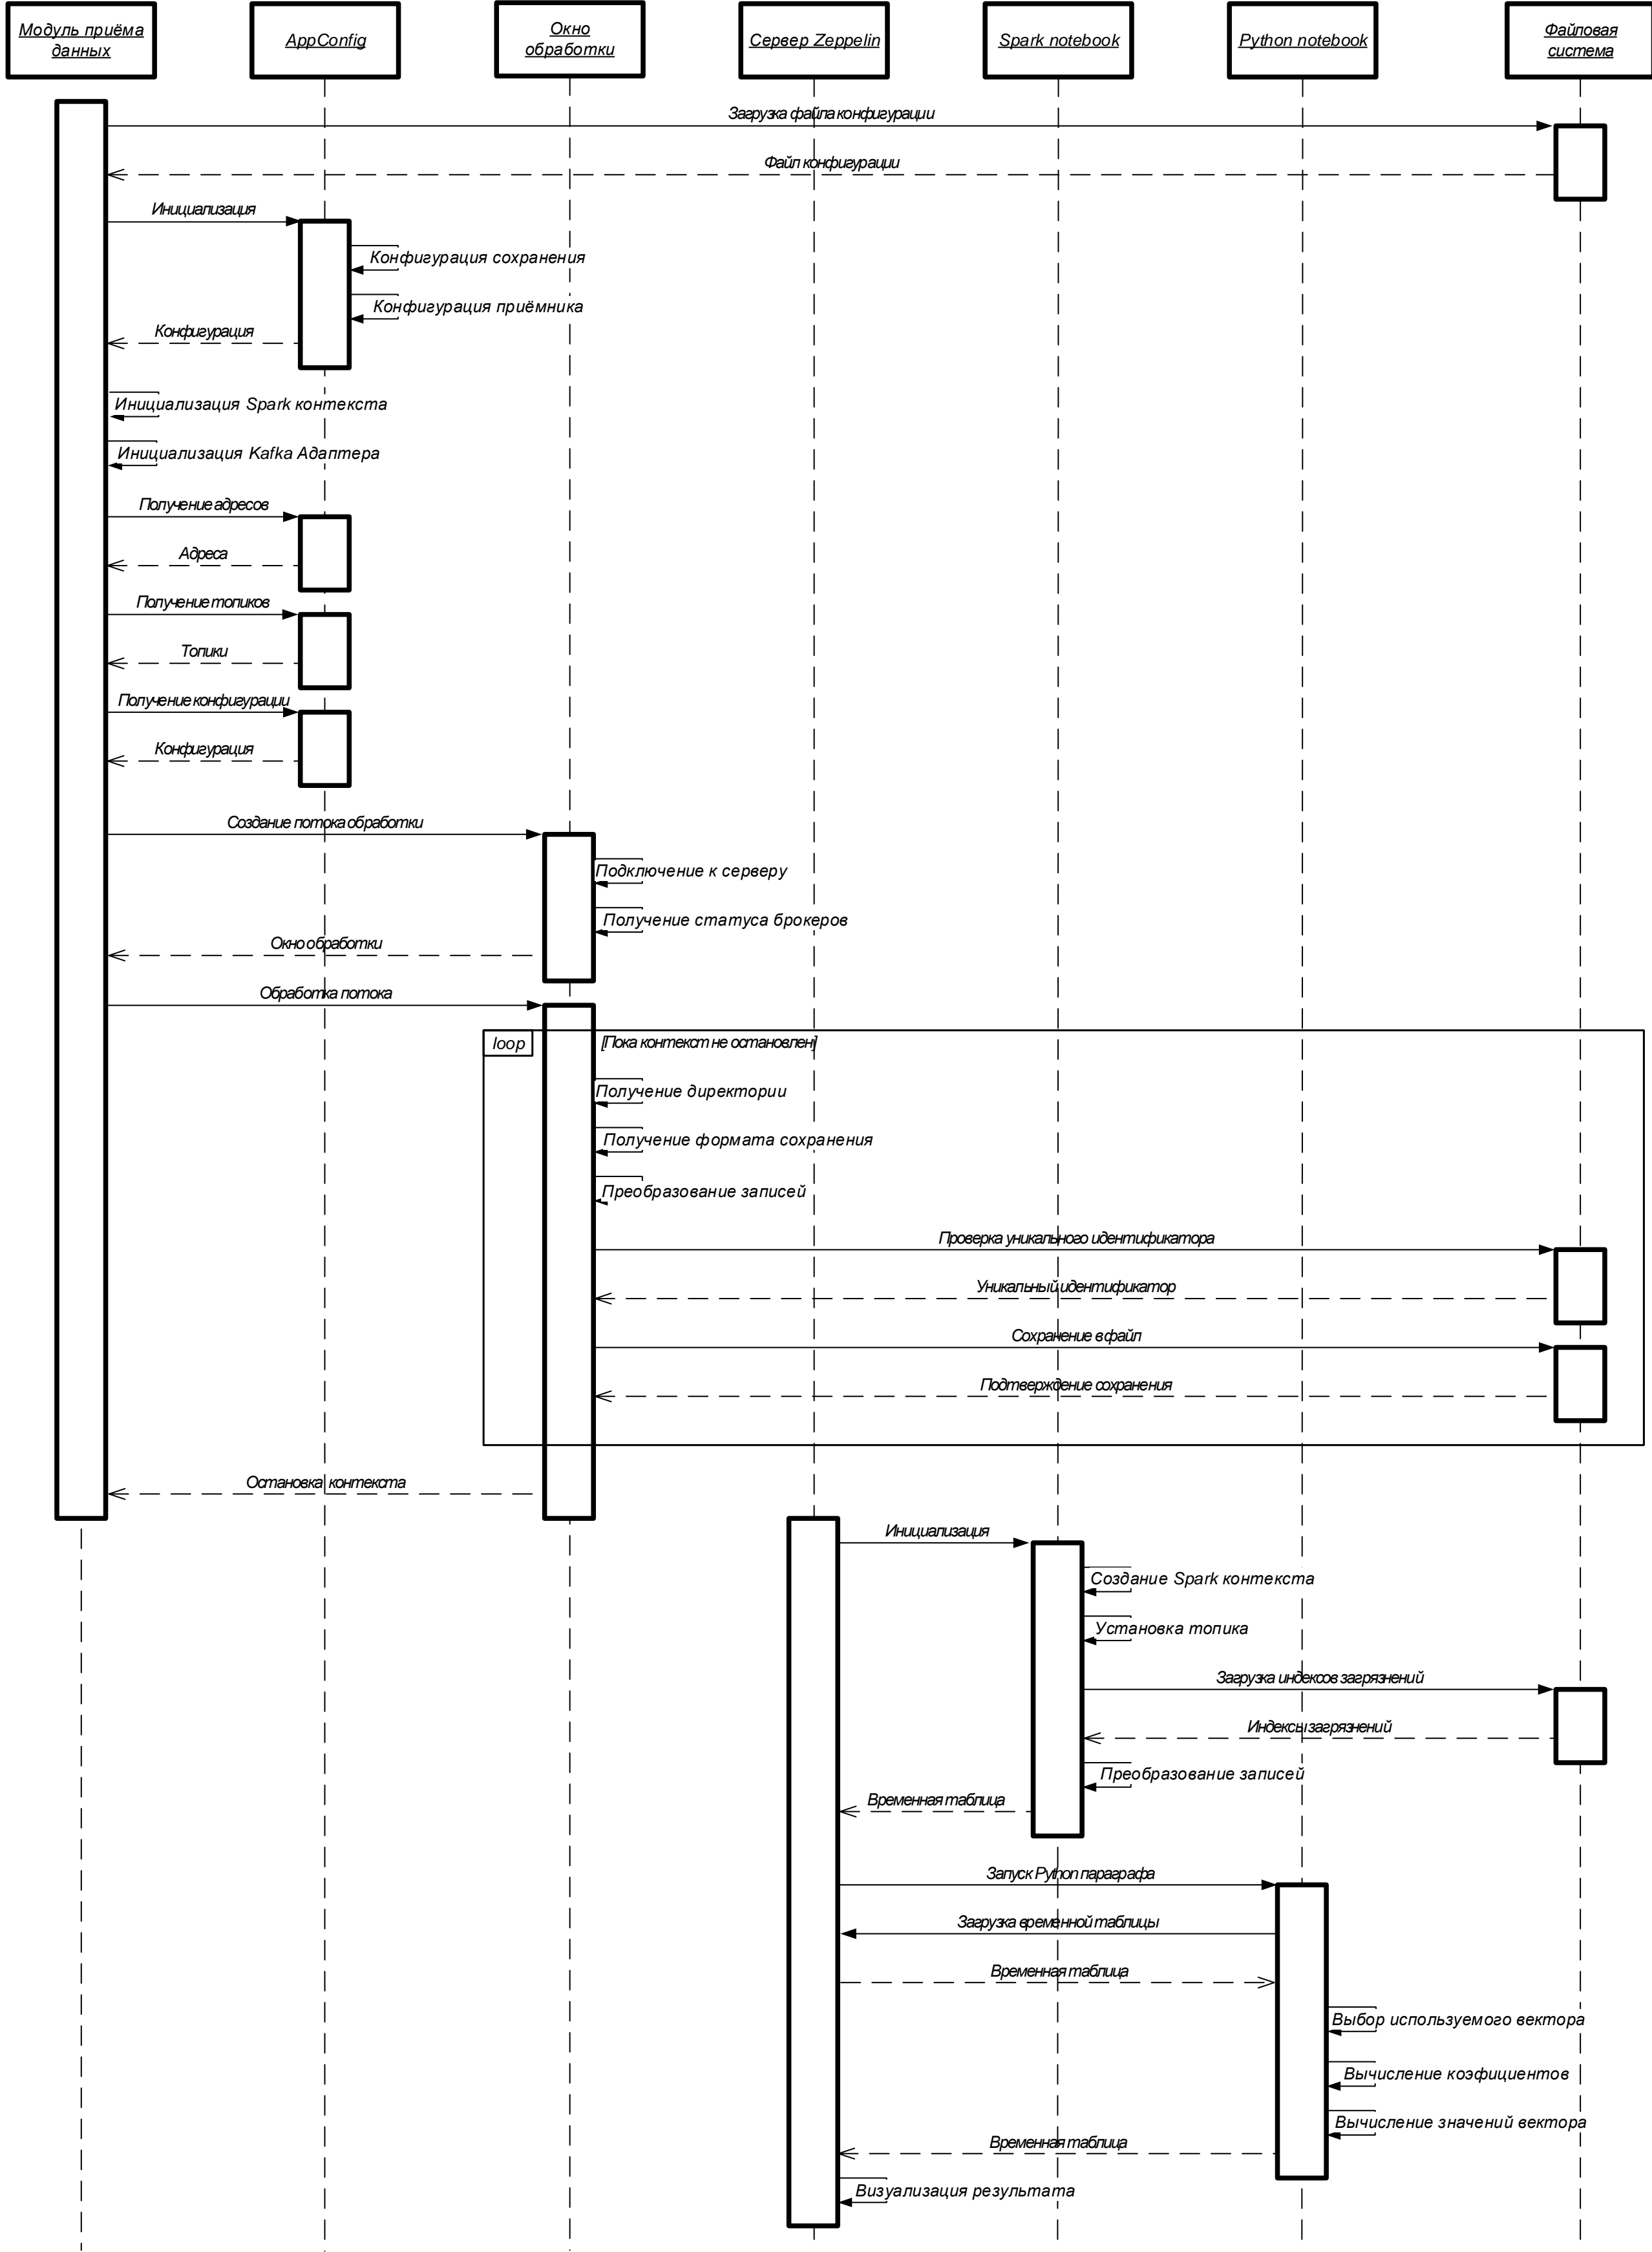 Модуль приёма
данных
AppConfig
Окно
обработки
Сервер Zeppelin
Spark notebook
Python notebook
Файловая
система
Загрузка файла конфигурации
Файл конфигурации
Инициализация
Конфигурация сохранения
Конфигурация приёмника
Конфигурация
Инициализация Spark контекста
Инициализация Kafka Адаптера
Получение адресов
Адреса
Получение топиков
Топики
Получение конфигурации
Конфигурация
Создание потока обработки
Подключение к серверу
Получение статуса брокеров
Окно обработки
Обработка потока
loop
[Пока контекст не остановлен]
Получение директории
Получение формата сохранения
Преобразование записей
Проверка уникального идентификатора
Уникальный идентификатор
Сохранение в файл
Подтверждение сохранения
Остановка контекста
Инициализация
Создание Spark контекста
Установка топика
Загрузка индексов загрязнений
Индексы загрязнений
Преобразование записей
Временная таблица
Запуск Python параграфа
Загрузка временной таблицы
Временная таблица
Выбор используемого вектора
Вычисление коэфициентов
Вычисление значений вектора
Временная таблица
Визуализация результата